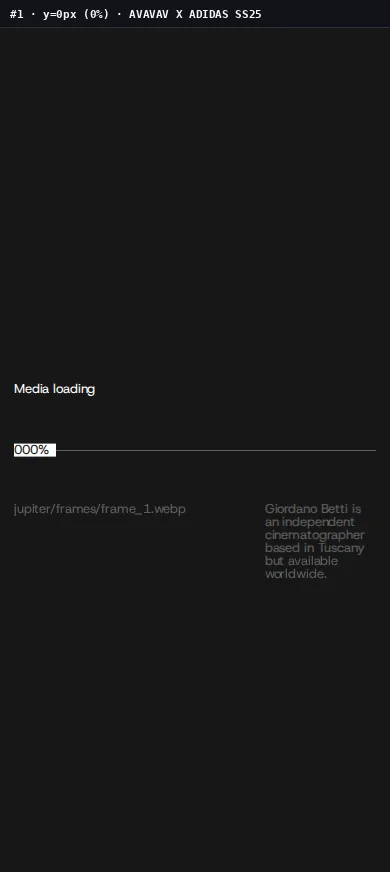 #1 · y=0px (0%) · AVAVAV X ADIDAS SS25
Media loading
000%
jupiter/frames/frame_1.webp
Giordano Betti is
an independent
cinematographer
based in Tuscany
but available
worldwide.